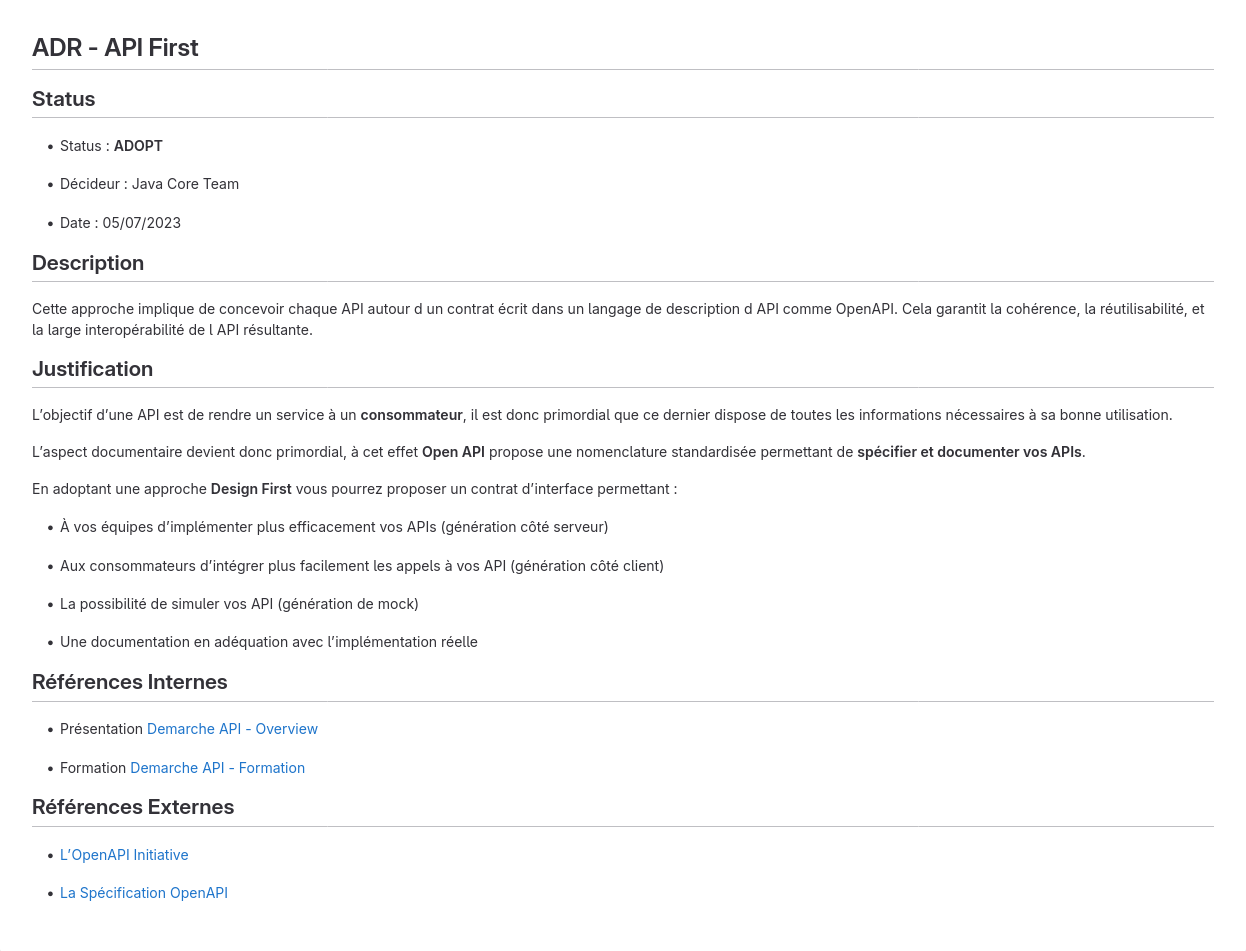 ADR - API First
Status
• Status : ADOPT
• Décideur : Java Core Team
• Date : 05/07/2023
Description
Cette approche implique de concevoir chaque API autour d un contrat écrit dans un langage de description d API comme OpenAPI. Cela garantit la cohérence, la réutilisabilité, et
la large interopérabilité de l API résultante.
Justification
L’objectif d’une API est de rendre un service à un consommateur, il est donc primordial que ce dernier dispose de toutes les informations nécessaires à sa bonne utilisation.
L’aspect documentaire devient donc primordial, à cet effet Open API propose une nomenclature standardisée permettant de spécifier et documenter vos APIs.
En adoptant une approche Design First vous pourrez proposer un contrat d’interface permettant :
• À vos équipes d’implémenter plus efficacement vos APIs (génération côté serveur)
• Aux consommateurs d’intégrer plus facilement les appels à vos API (génération côté client)
• La possibilité de simuler vos API (génération de mock)
• Une documentation en adéquation avec l’implémentation réelle
Références Internes
• Présentation Demarche API - Overview
• Formation Demarche API - Formation
Références Externes
• L’OpenAPI Initiative
• La Spécification OpenAPI